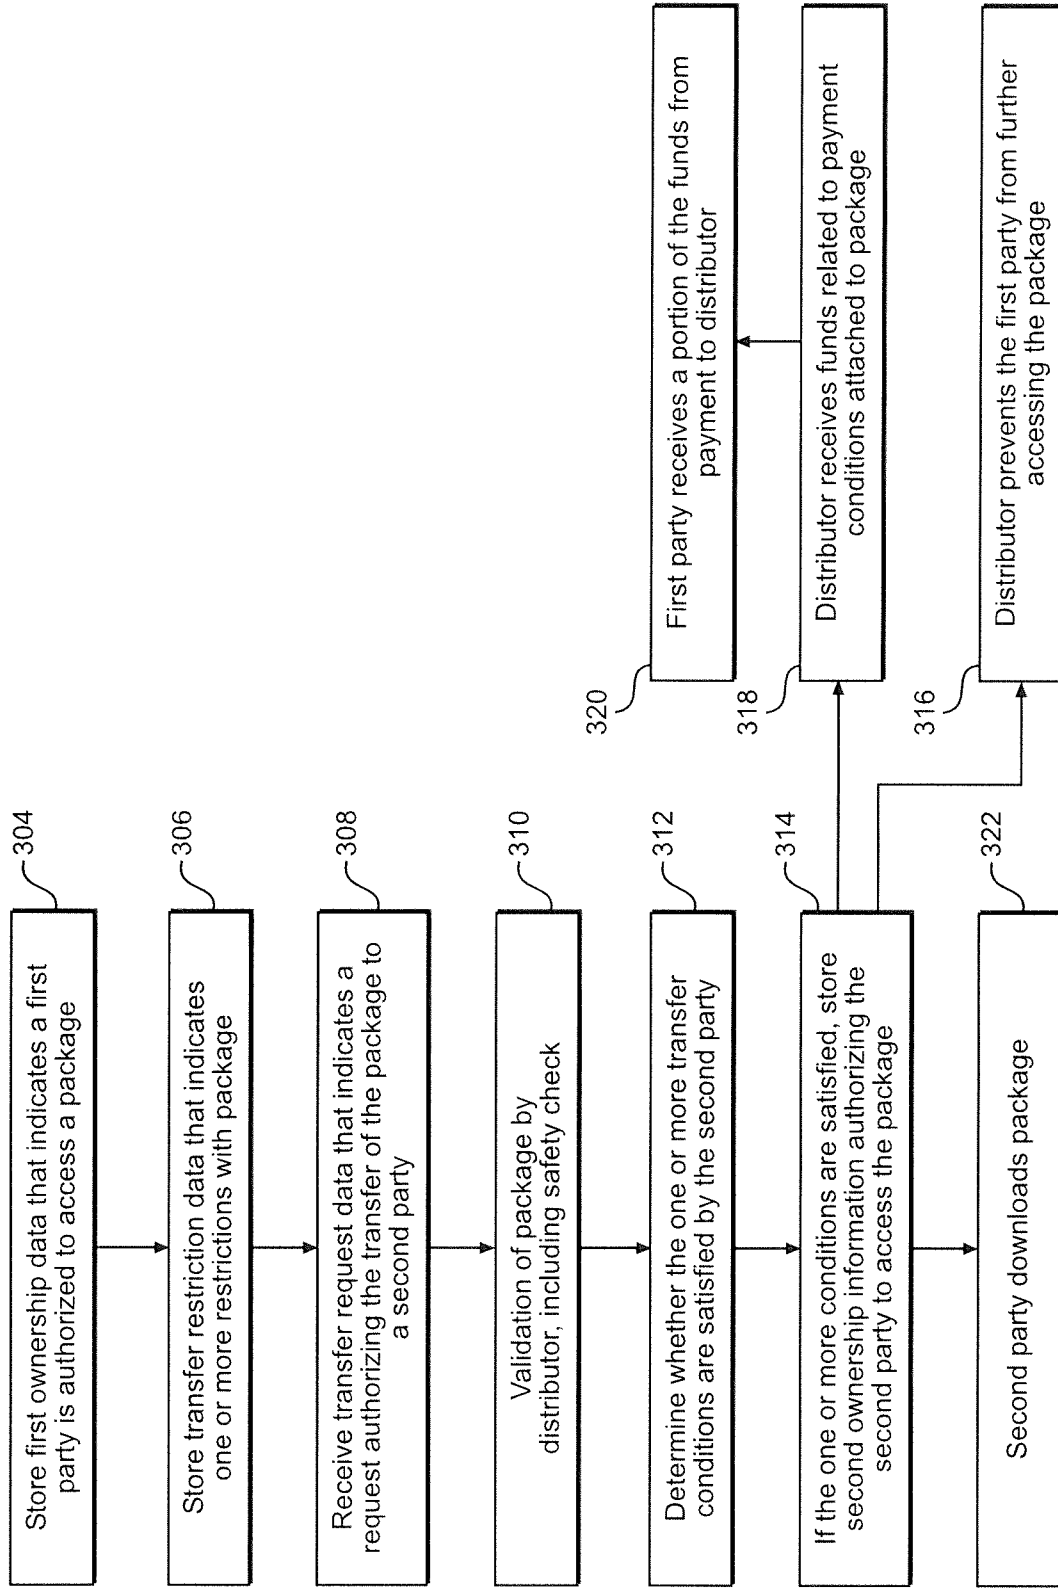 304
Store first ownership data that indicates a first
party is authorized to access a package
306
Store transfer restriction data that indicates
one or more restrictions with package
308
Receive transfer request data that indicates a
request authorizing the transfer of the package to
a second party
310
Validation of package by
distributor, including safety check
312
Determine whether the one or more transfer
conditions are satisfied by the second party
314
If the one or more conditions are satisfied, store
second ownership information authorizing the
second party to access the package
322
Second party downloads package
320
First party receives a portion of the funds from
payment to distributor
318
Distributor receives funds related to payment
conditions attached to package
316
Distributor prevents the first party from further
accessing the package